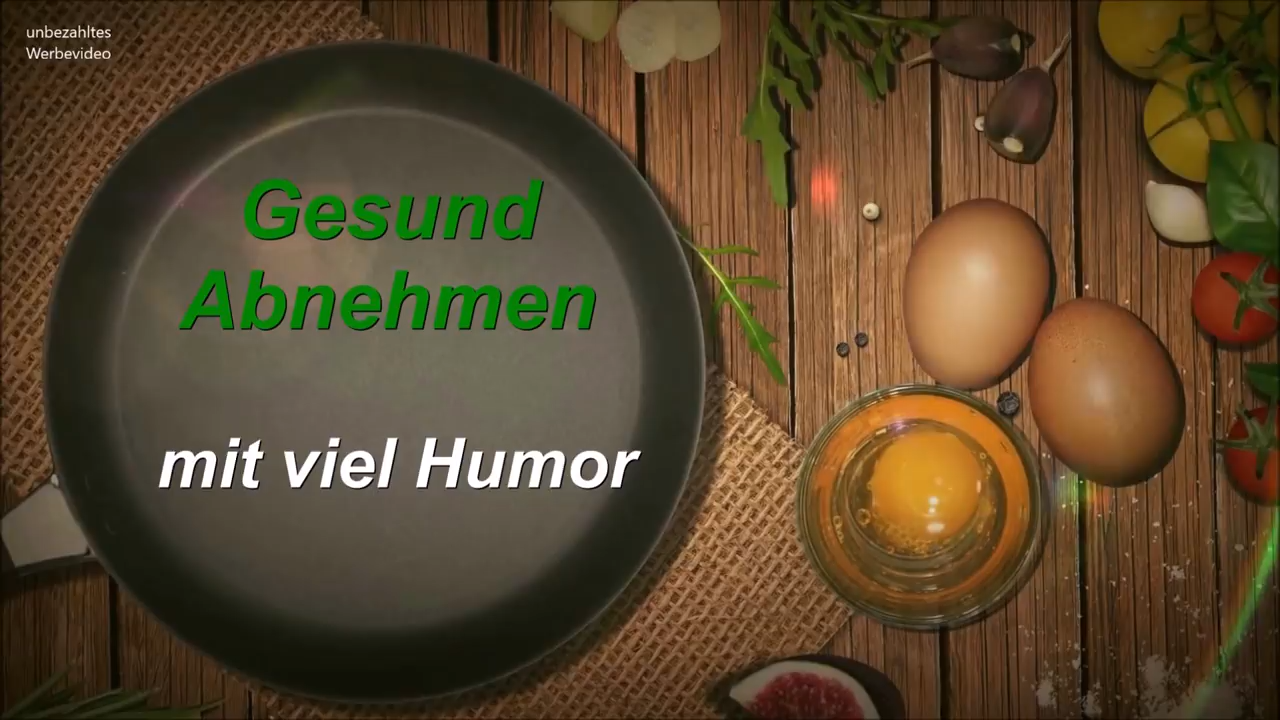 unbezahltes
Werbevideo
Gesund
Abnehmen
mit viel Humor